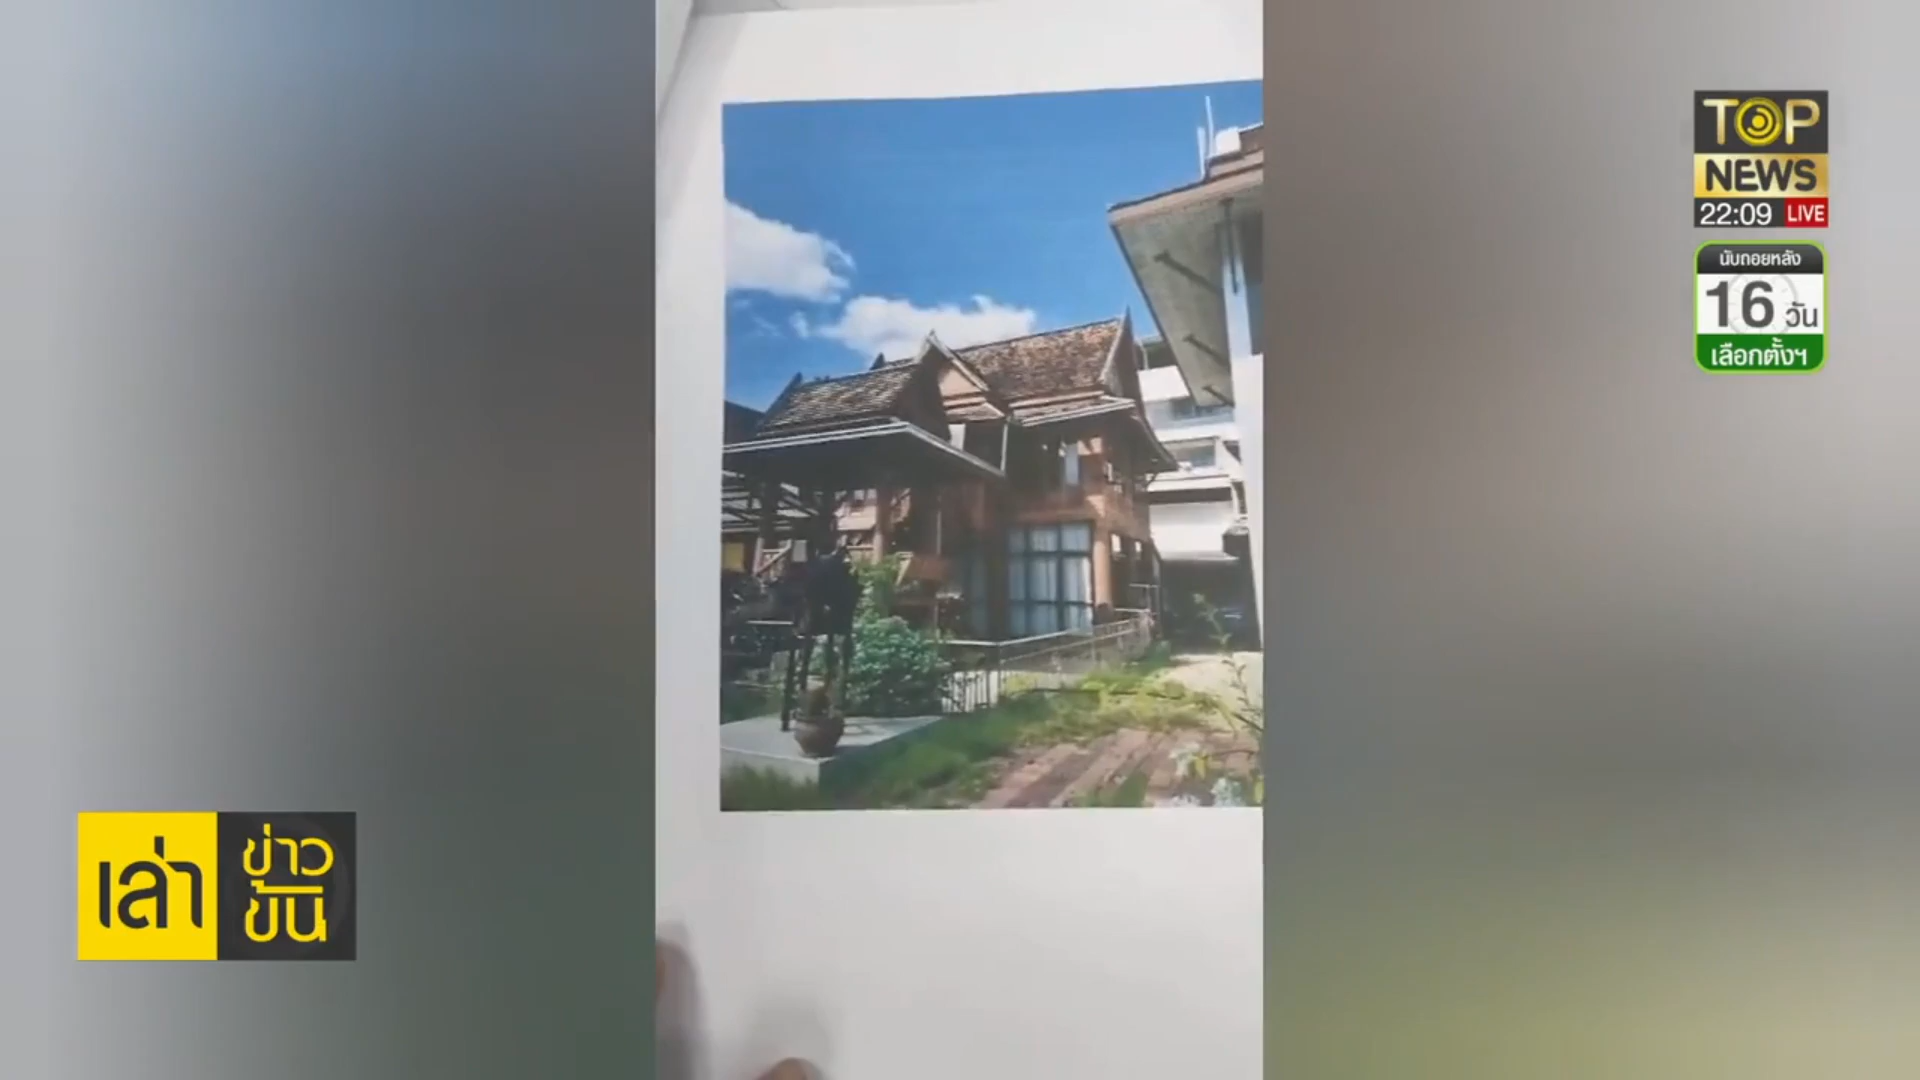 TOP
NEWS
22:09 LIVE
นับถอยหลัง
16 วัน
เลือกตั้งฯ
เล่า
ข่าว
ข้น